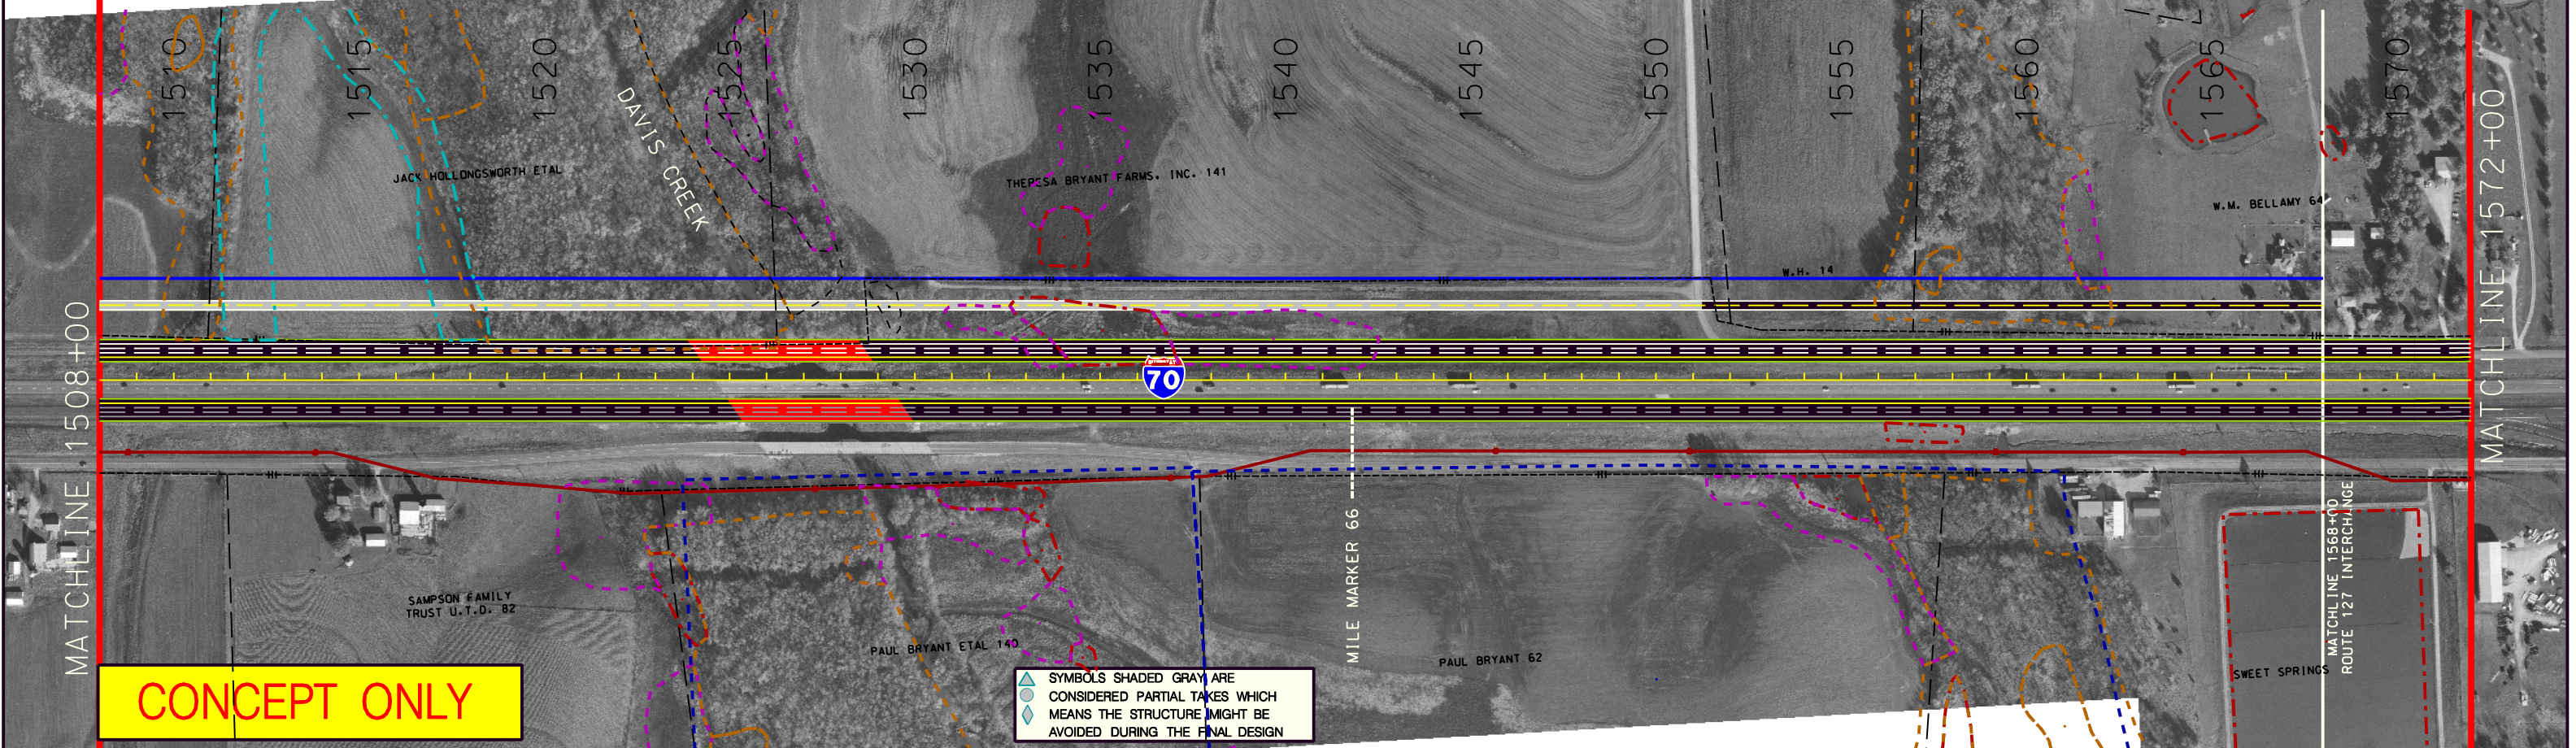 1510
1515
1520
1525
1530
1535
1540
1545
1550
1555
1560
1565
1570
MATCHLINE 1508+00
MATCHLINE 1572+00
DAVIS CREEK
JACK HOLLONGSWORTH ETAL
THERESA BRYANT FARMS, INC. 141
W.M. BELLAMY 64
W.H. 14
70
MILE MARKER 66
SAMPSON FAMILY
TRUST U.T.D. 82
PAUL BRYANT ETAL 140
PAUL BRYANT 62
SWEET SPRINGS
MATCHLINE 1568+00
ROUTE 127 INTERCHANGE
CONCEPT ONLY
SYMBOLS SHADED GRAY ARE
CONSIDERED PARTIAL TAKES WHICH
MEANS THE STRUCTURE MIGHT BE
AVOIDED DURING THE FINAL DESIGN